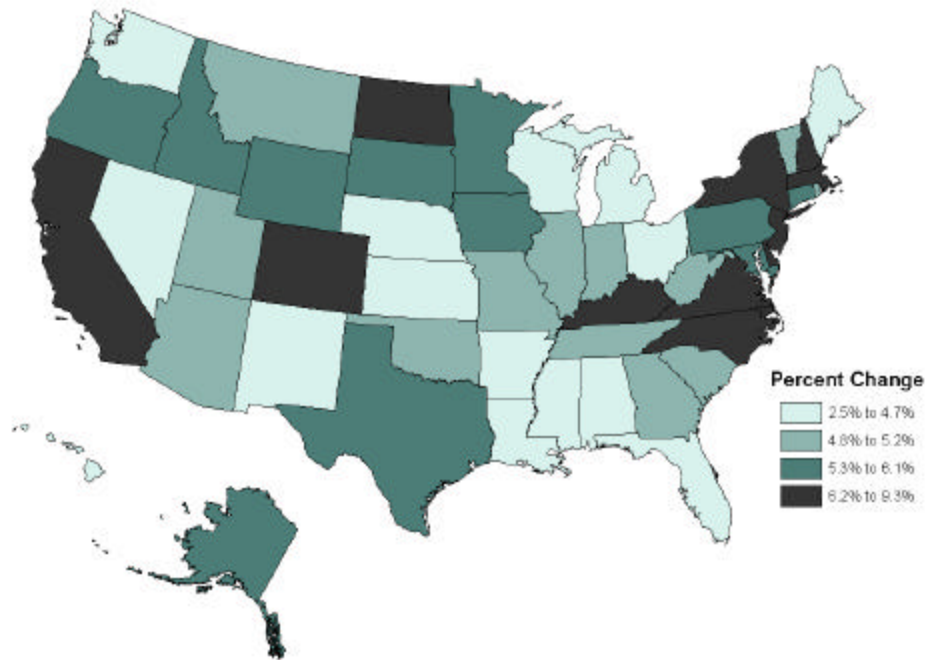 Percent Change
2.5% to 4.7%
4.8% to 5.2%
5.3% to 6.1%
6.2% to 9.3%